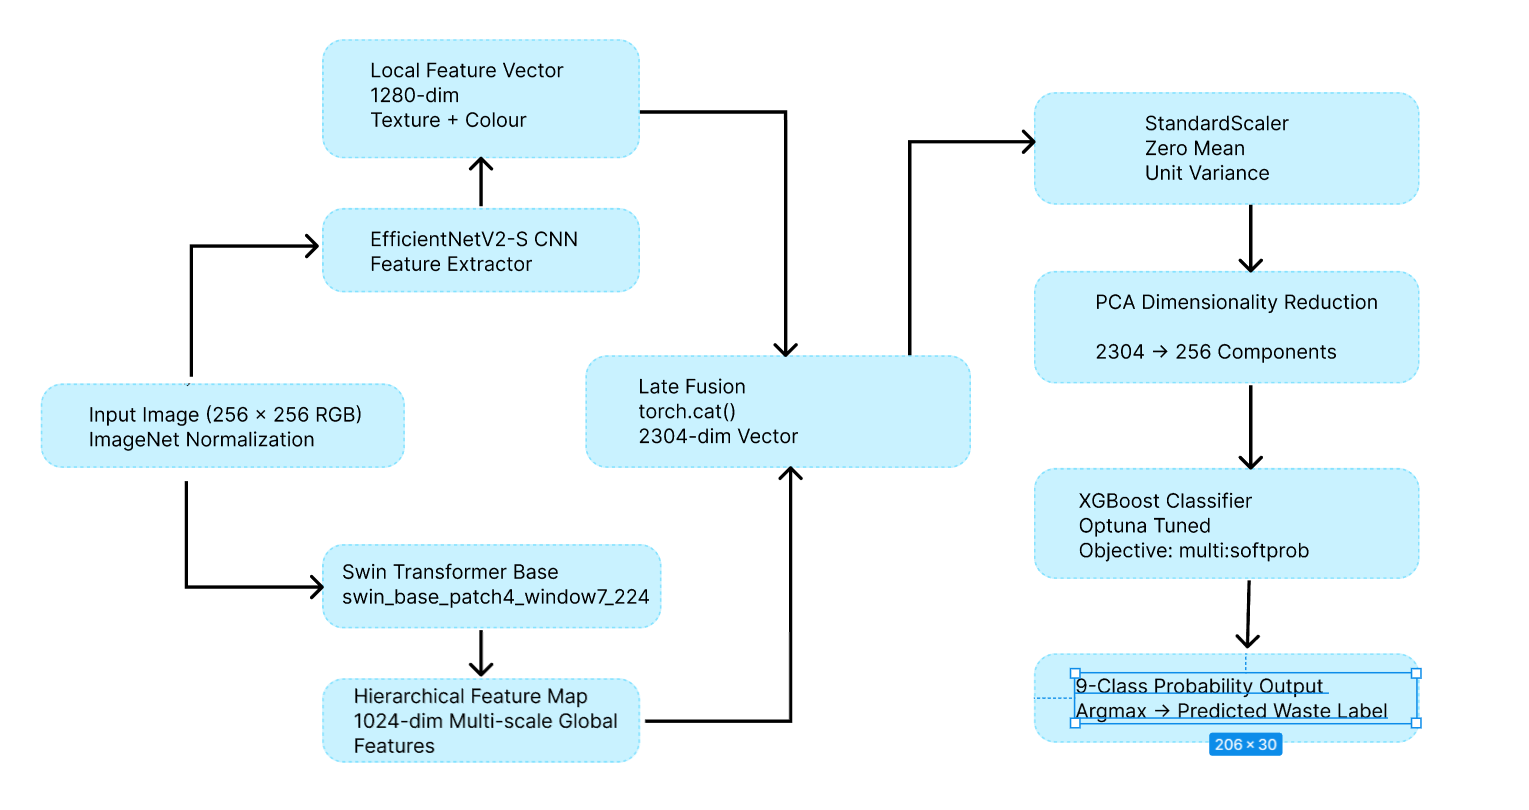 Local Feature Vector
1280-dim
Texture + Colour
EfficientNetV2-S CNN
Feature Extractor
Input Image (256 × 256 RGB)
ImageNet Normalization
Swin Transformer Base
swin_base_patch4_window7_224
Hierarchical Feature Map
1024-dim Multi-scale Global
Features
Late Fusion
torch.cat()
2304-dim Vector
StandardScaler
Zero Mean
Unit Variance
PCA Dimensionality Reduction
2304 → 256 Components
XGBoost Classifier
Optuna Tuned
Objective: multi:softprob
9-Class Probability Output
Argmax → Predicted Waste Label
206 × 30